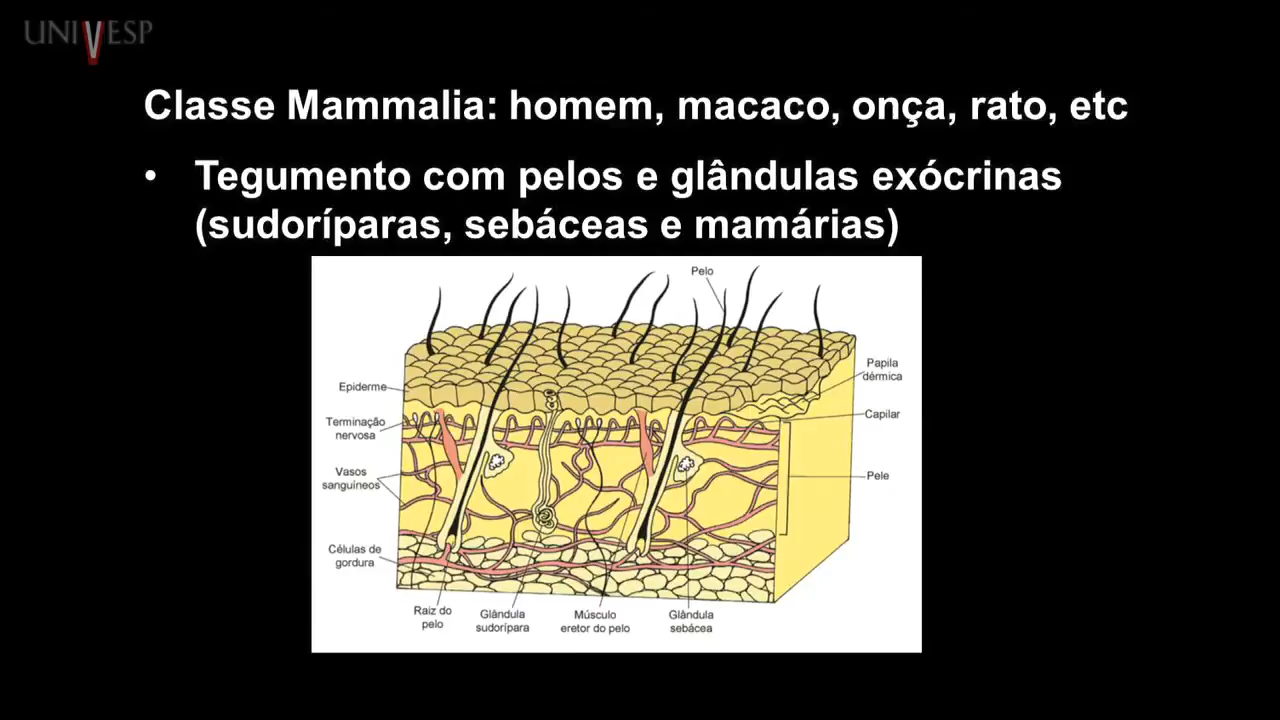 UNIVESP
Classe Mammalia: homem, macaco, onça, rato, etc
• Tegumento com pelos e glândulas exócrinas
(sudoríparas, sebáceas e mamárias)
Pelo
Papila
dérmica
Epiderme
Capilar
Terminação
nervosa
Vasos
sanguíneos
Pele
Células de
gordura
Raiz do
pelo
Glândula
sudorípara
Músculo
eretor do pelo
Glândula
sebácea